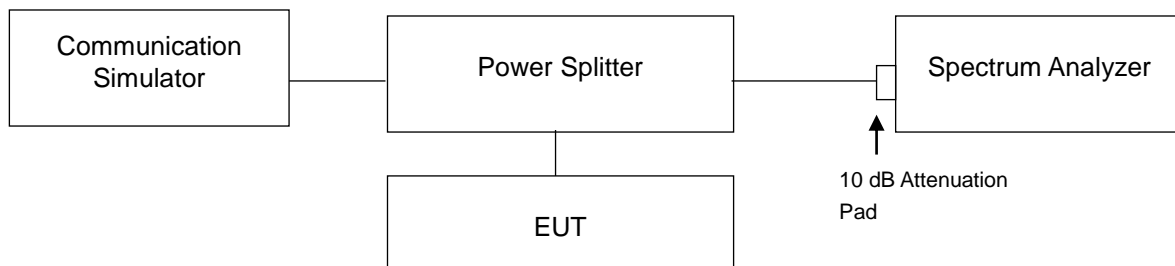 Communication
Simulator
Power Splitter
Spectrum Analyzer
10 dB Attenuation
Pad
EUT